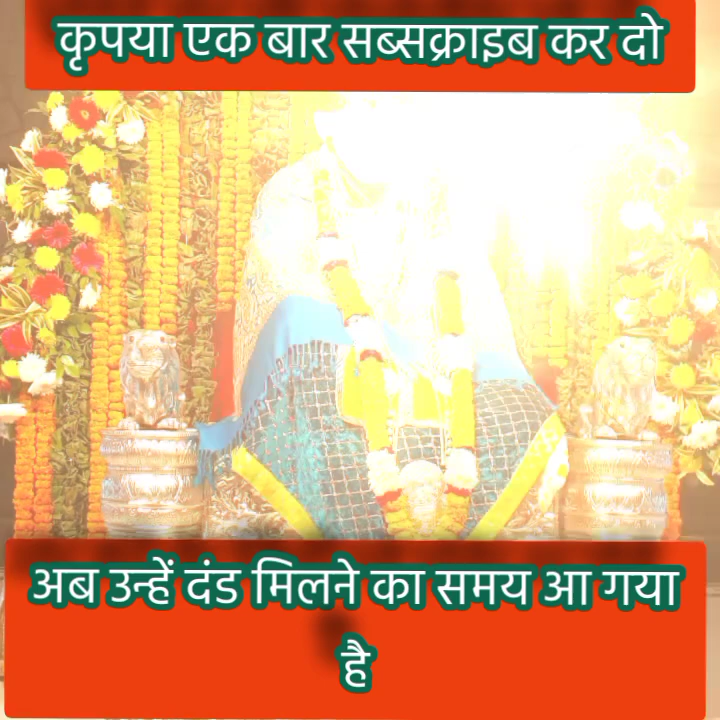 कृपया एक बार सब्सक्राइब कर दो
अब उन्हें दंड मिलने का समय आ गया
है